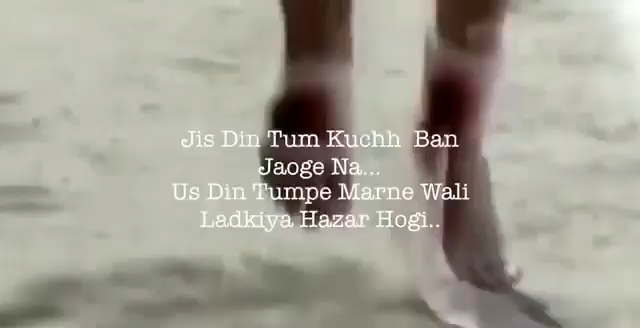 Jis Din Tum Kuchh Ban
Jaoge Na...
Us Din Tumpe Marne Wali
Ladkiya Hazar Hogi..